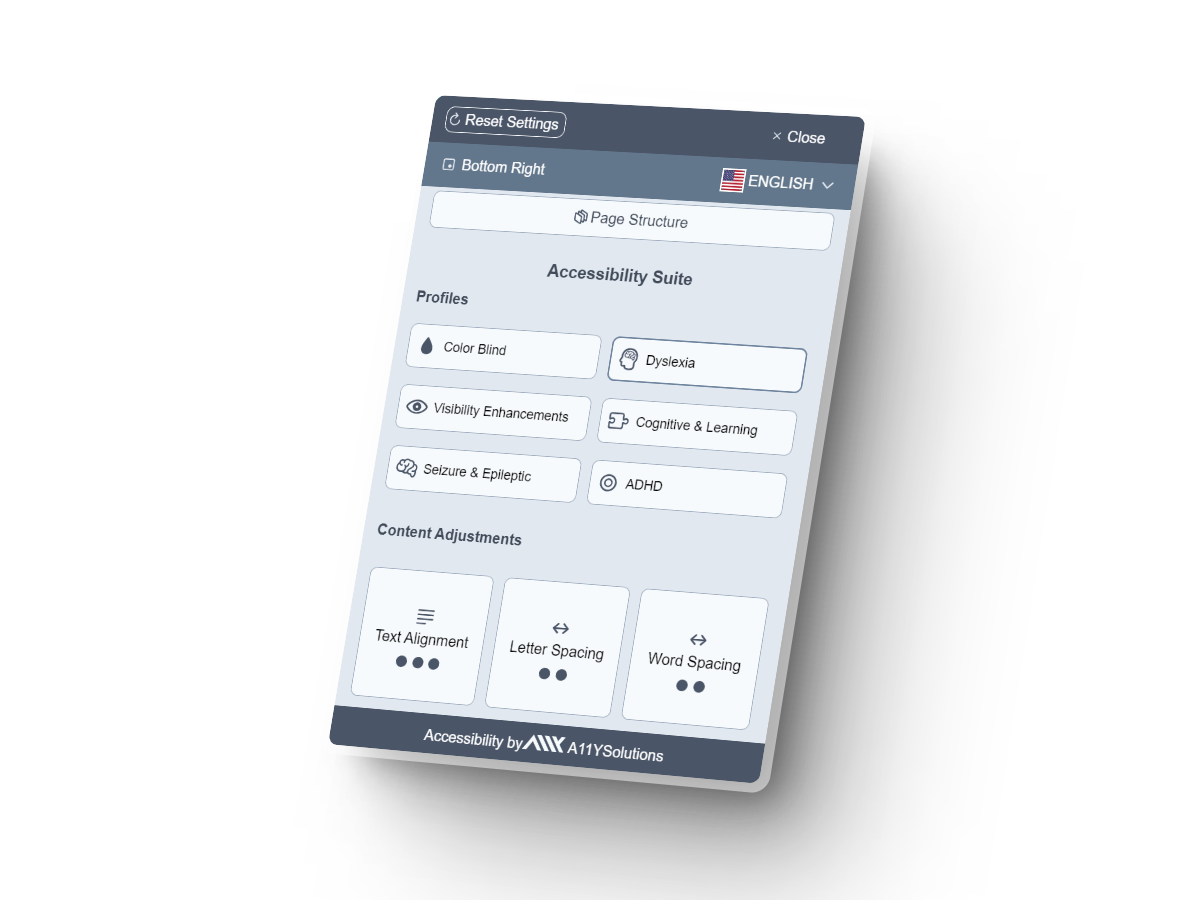 Reset Settings
Close
Bottom Right
ENGLISH
Page Structure
Accessibility Suite
Profiles
Color Blind
Dyslexia
Visibility Enhancements
Cognitive & Learning
Seizure & Epileptic
ADHD
Content Adjustments
Text Alignment
Letter Spacing
Word Spacing
Accessibility by A11YSolutions